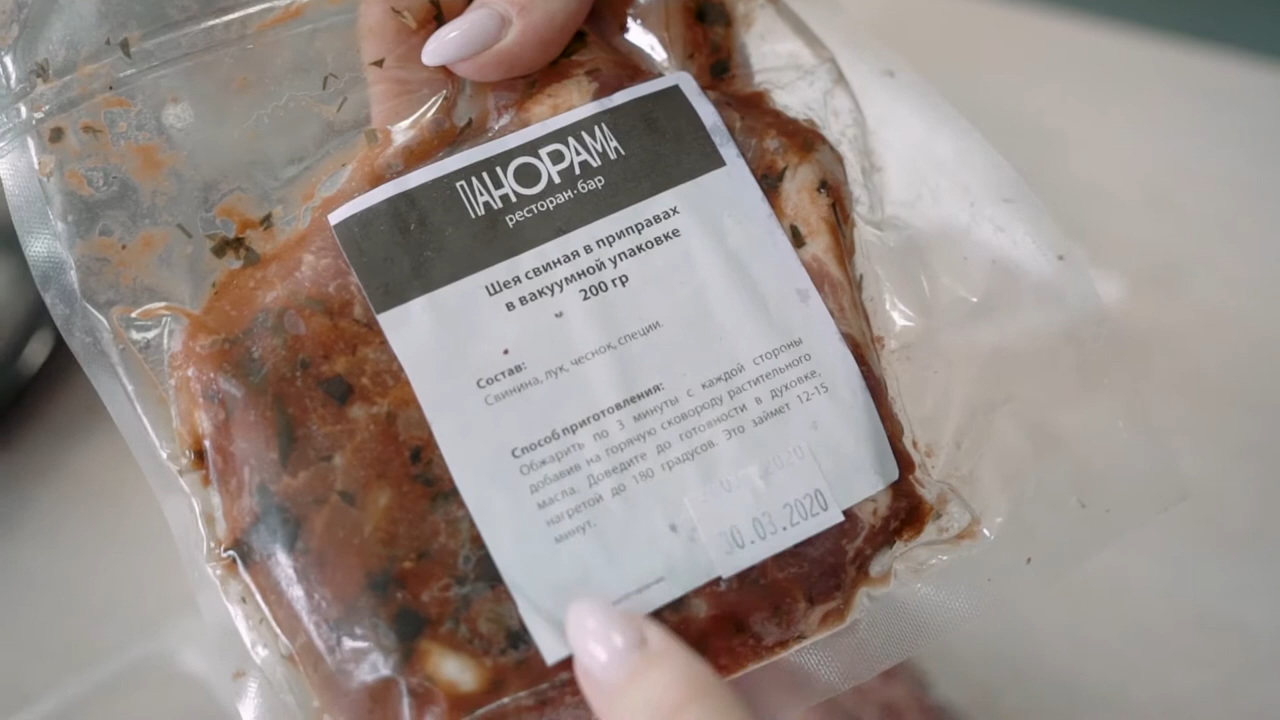 ПАНОРАМА
ресторан·бар
Шея свиная в приправах
в вакуумной упаковке
200 гр
Состав:
Свинина, лук, чеснок, специи.
Способ приготовления:
Обжарить по 3 минуты с каждой стороны
добавив на горячую сковороду растительного
масла. Доведите до готовности в духовке,
нагретой до 180 градусов. Это займет 12-15
минут.
30.03.2020